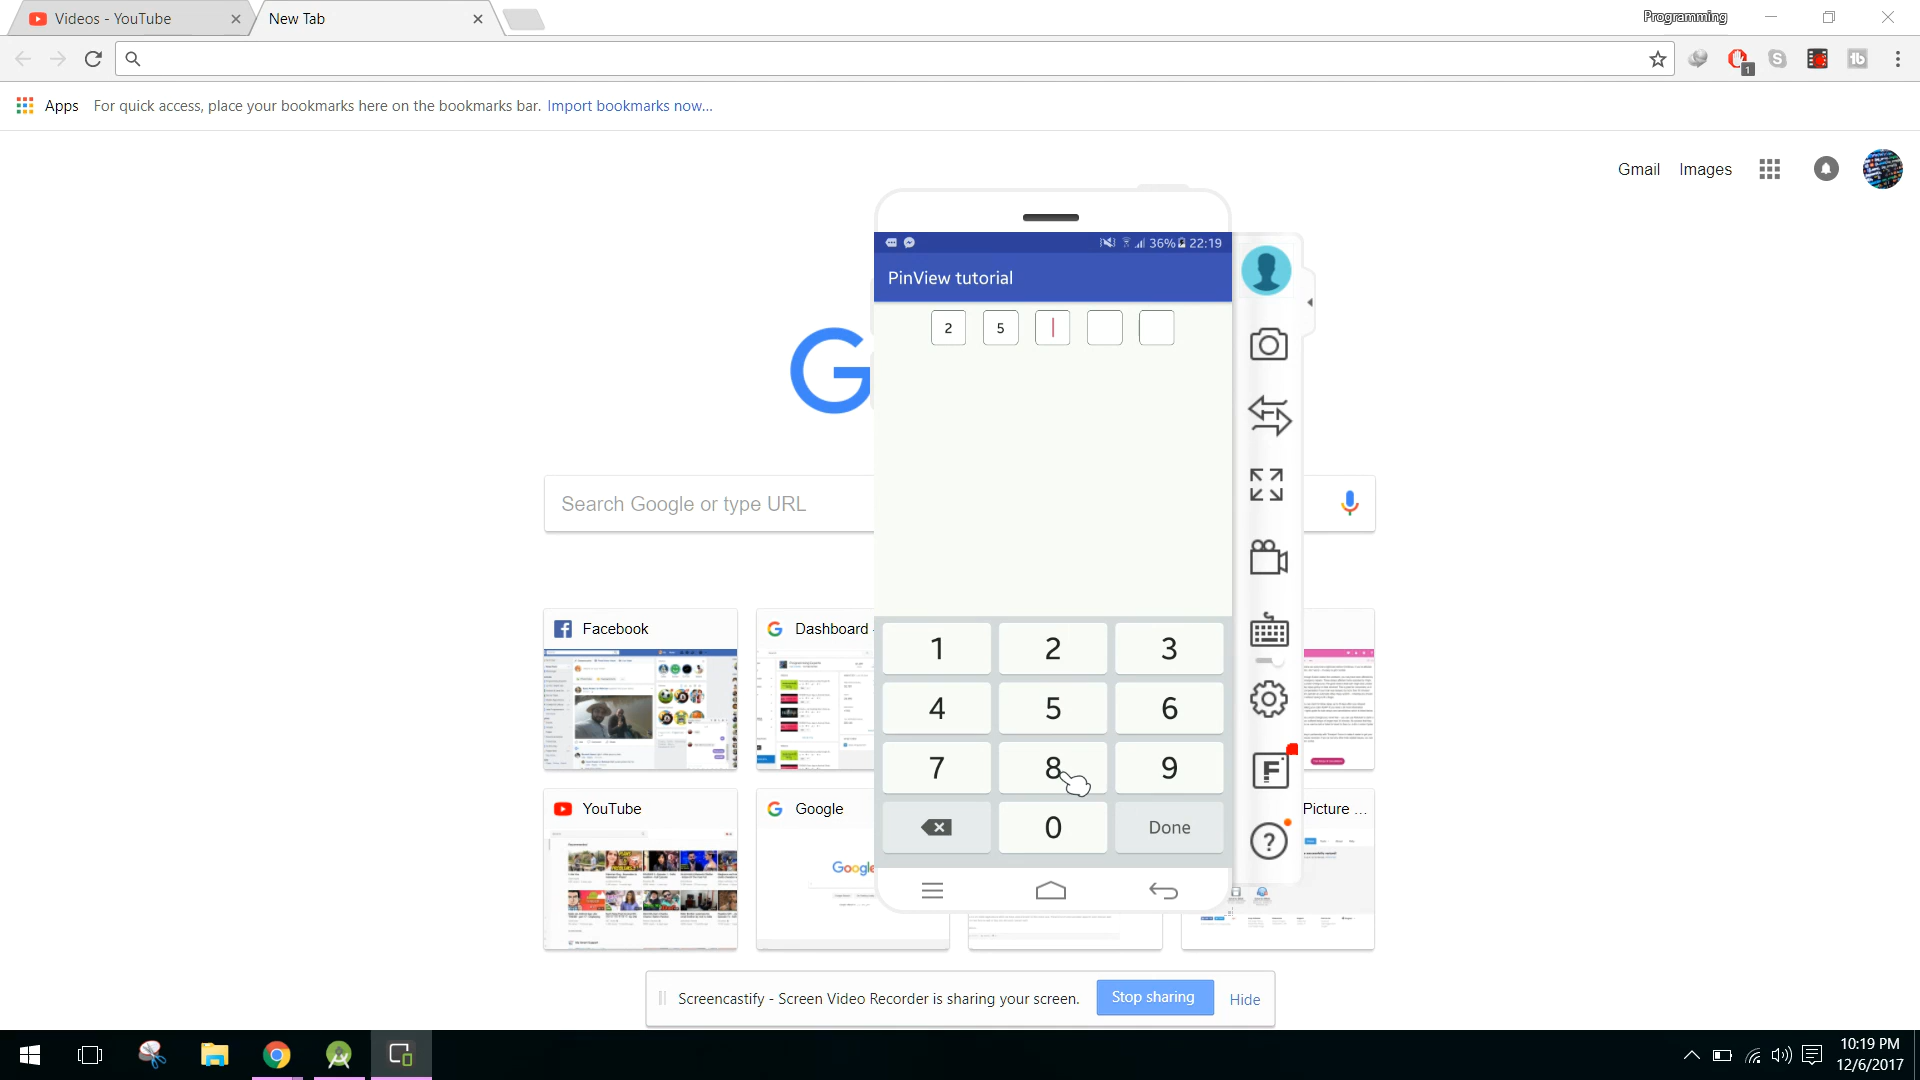 Videos - YouTube
New Tab
Programming
1
Apps For quick access, place your bookmarks here on the bookmarks bar. Import bookmarks now...
Gmail Images
36% 22:19
PinView tutorial
2 5
Search Google or type URL
Facebook
Dashboard
1 2 3
4 5 6
7 8 9
0 Done
YouTube
Google
Picture ...
Google
F
?
Screencastify - Screen Video Recorder is sharing your screen. Stop sharing Hide
10:19 PM
12/6/2017